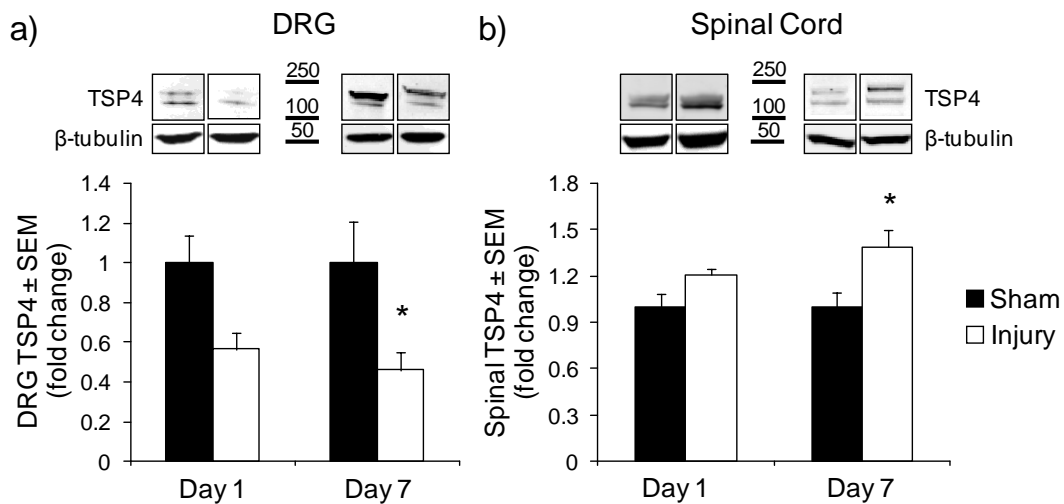 a) DRG
b) Spinal Cord
TSP4
250
100
β-tubulin
50
250
TSP4
100
50
β-tubulin
DRG TSP4 ± SEM
(fold change)
1.4
1.2
1
0.8
0.6
0.4
0.2
0
*
Day 1
Day 7
Spinal TSP4 ± SEM
(fold change)
1.8
1.5
1.2
0.9
0.6
0.3
0
*
Day 1
Day 7
Sham
Injury